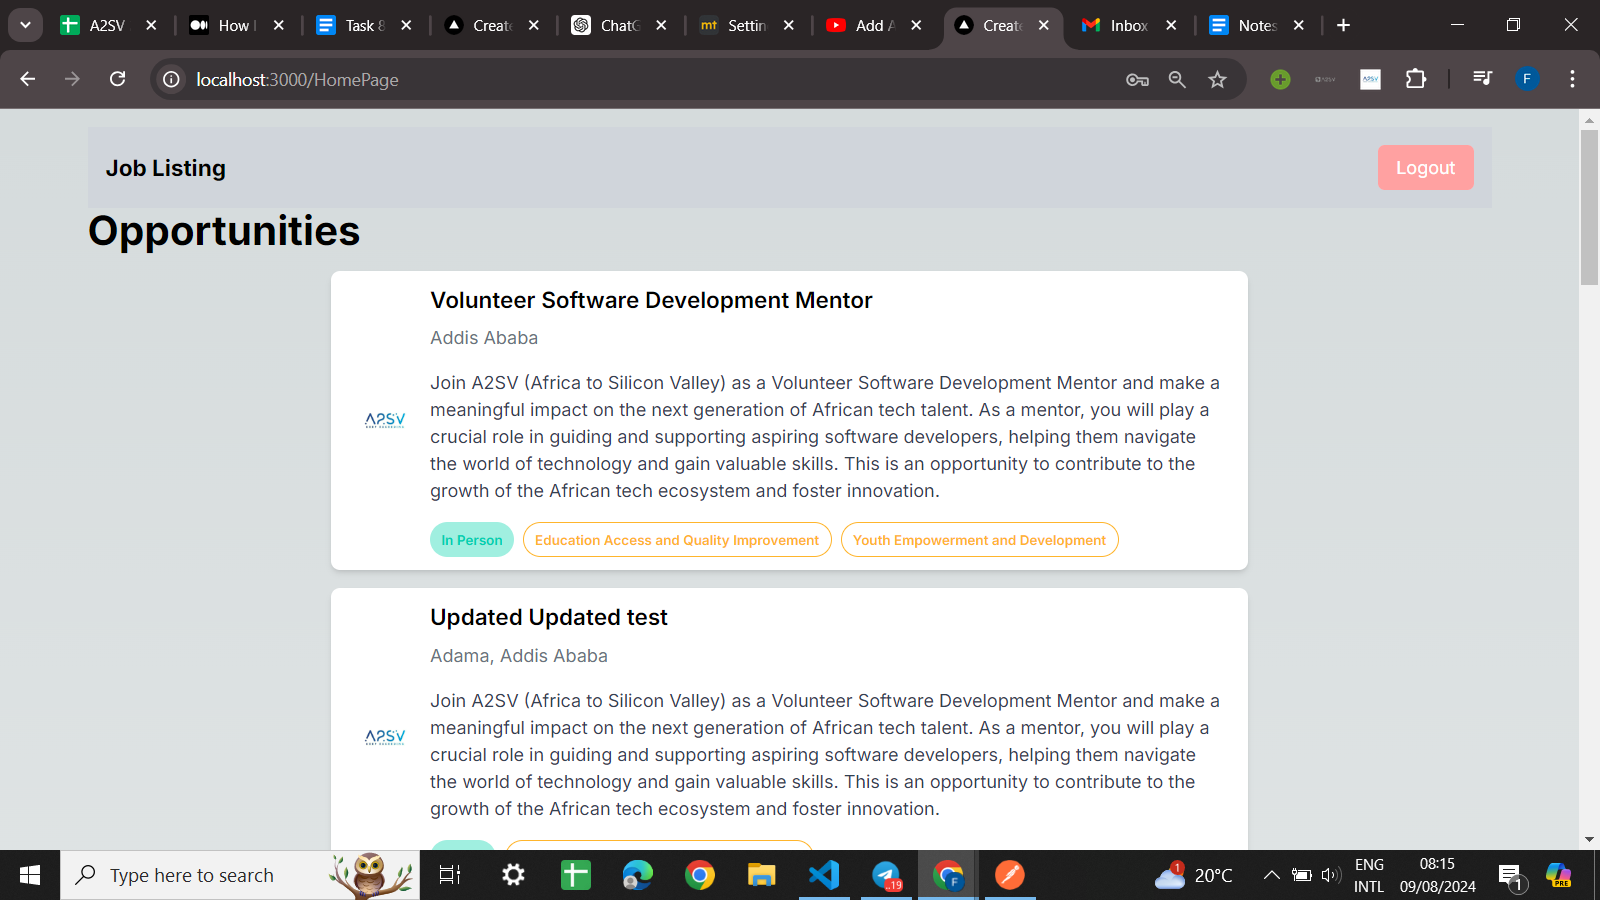 A2SV
How I
Task 8
Create
ChatG
mt
Settin
Add A
Create
Inbox
Notes
localhost:3000/HomePage
A2SV
F
Job Listing
Logout
Opportunities
Volunteer Software Development Mentor
Addis Ababa
Join A2SV (Africa to Silicon Valley) as a Volunteer Software Development Mentor and make a
meaningful impact on the next generation of African tech talent. As a mentor, you will play a
crucial role in guiding and supporting aspiring software developers, helping them navigate
the world of technology and gain valuable skills. This is an opportunity to contribute to the
growth of the African tech ecosystem and foster innovation.
A2SV
In Person
Education Access and Quality Improvement
Youth Empowerment and Development
Updated Updated test
Adama, Addis Ababa
Join A2SV (Africa to Silicon Valley) as a Volunteer Software Development Mentor and make a
meaningful impact on the next generation of African tech talent. As a mentor, you will play a
crucial role in guiding and supporting aspiring software developers, helping them navigate
the world of technology and gain valuable skills. This is an opportunity to contribute to the
growth of the African tech ecosystem and foster innovation.
A2SV
Type here to search
..19
F
1
20°C
ENG
INTL
08:15
09/08/2024
1
PRE